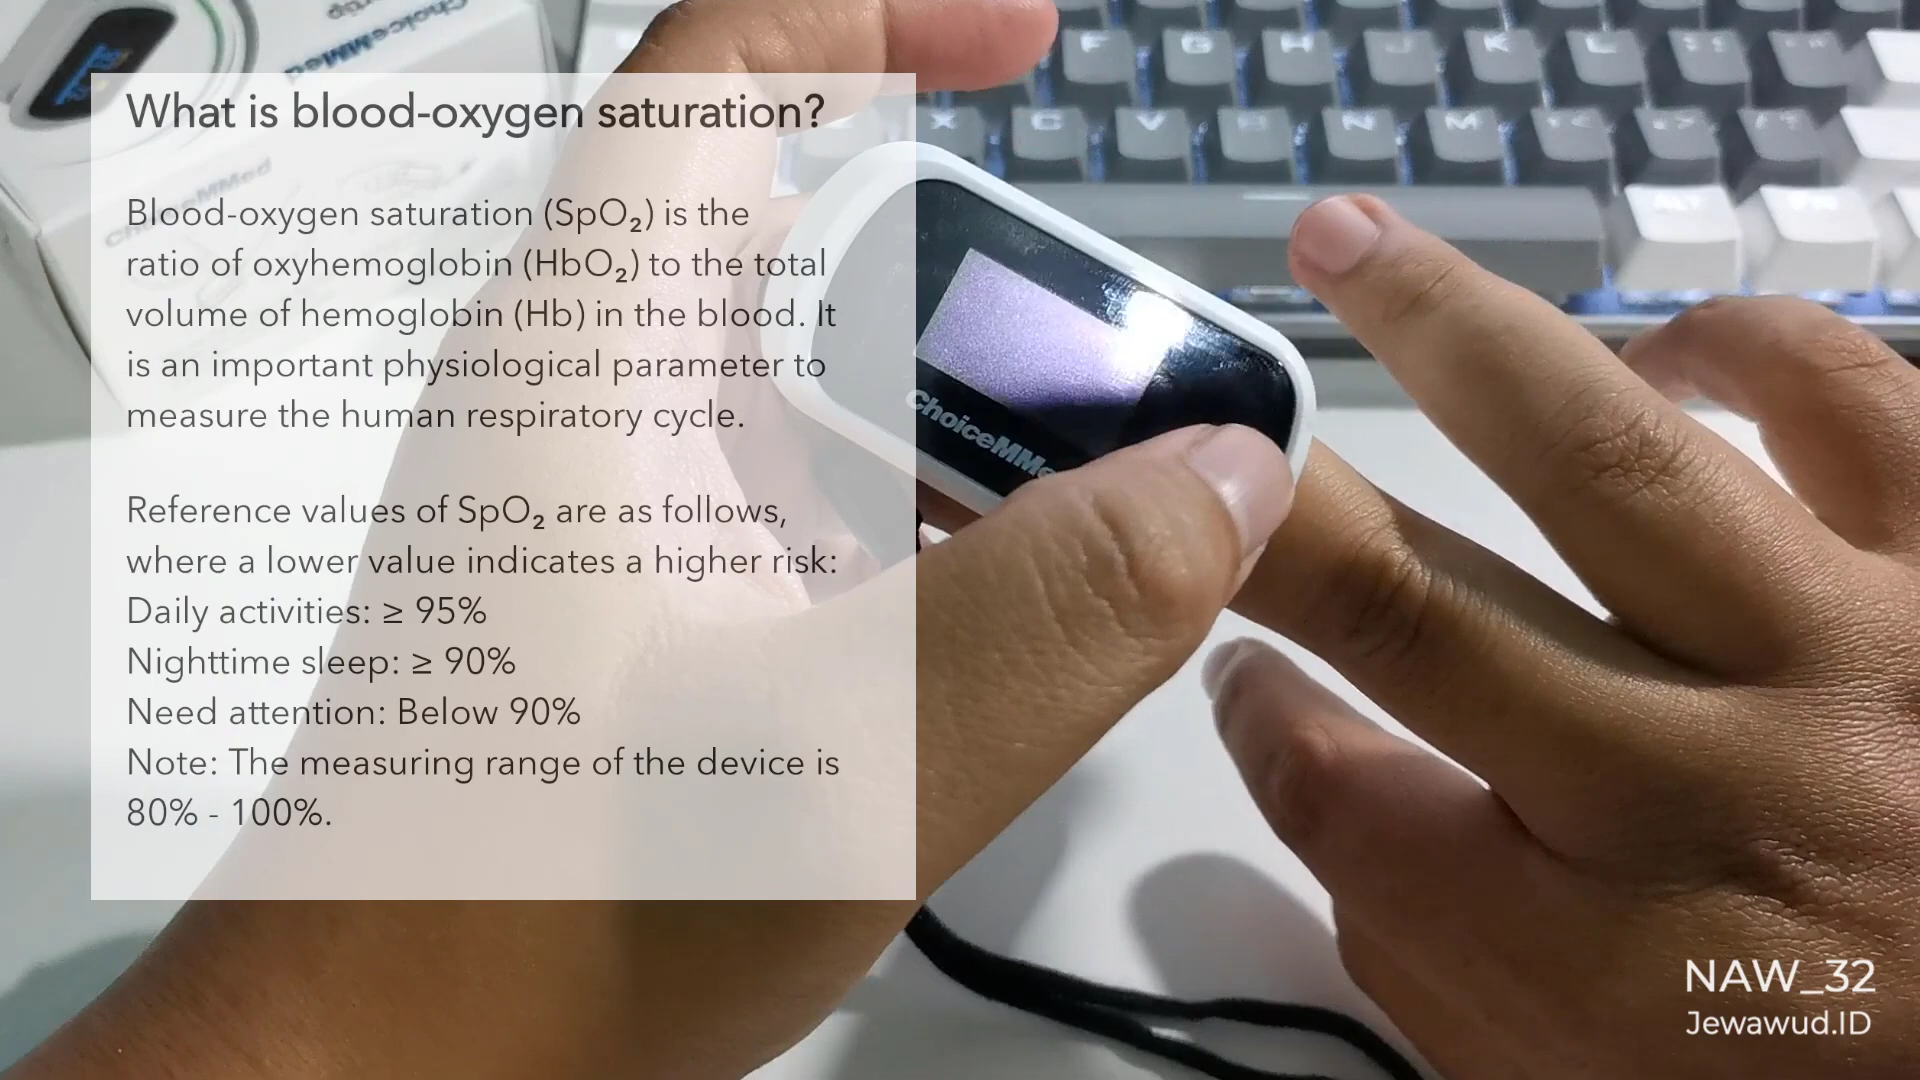 What is blood-oxygen saturation?
Blood-oxygen saturation (SpO₂) is the
ratio of oxyhemoglobin (HbO₂) to the total
volume of hemoglobin (Hb) in the blood. It
is an important physiological parameter to
measure the human respiratory cycle.
Reference values of SpO₂ are as follows,
where a lower value indicates a higher risk:
Daily activities: ≥ 95%
Nighttime sleep: ≥ 90%
Need attention: Below 90%
Note: The measuring range of the device is
80% - 100%.
ChoiceMMed
ChoiceMMed
F G H J K L
X C V B N M
ChoiceMMe
NAW_32
Jewawud.ID